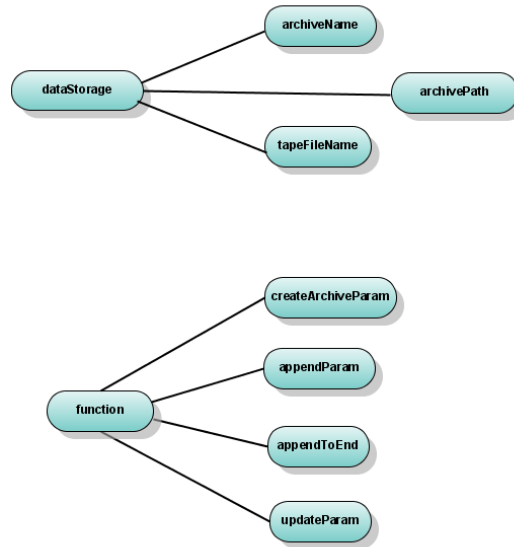 archiveName
dataStorage
archivePath
tapeFileName
createArchiveParam
appendParam
function
appendToEnd
updateParam